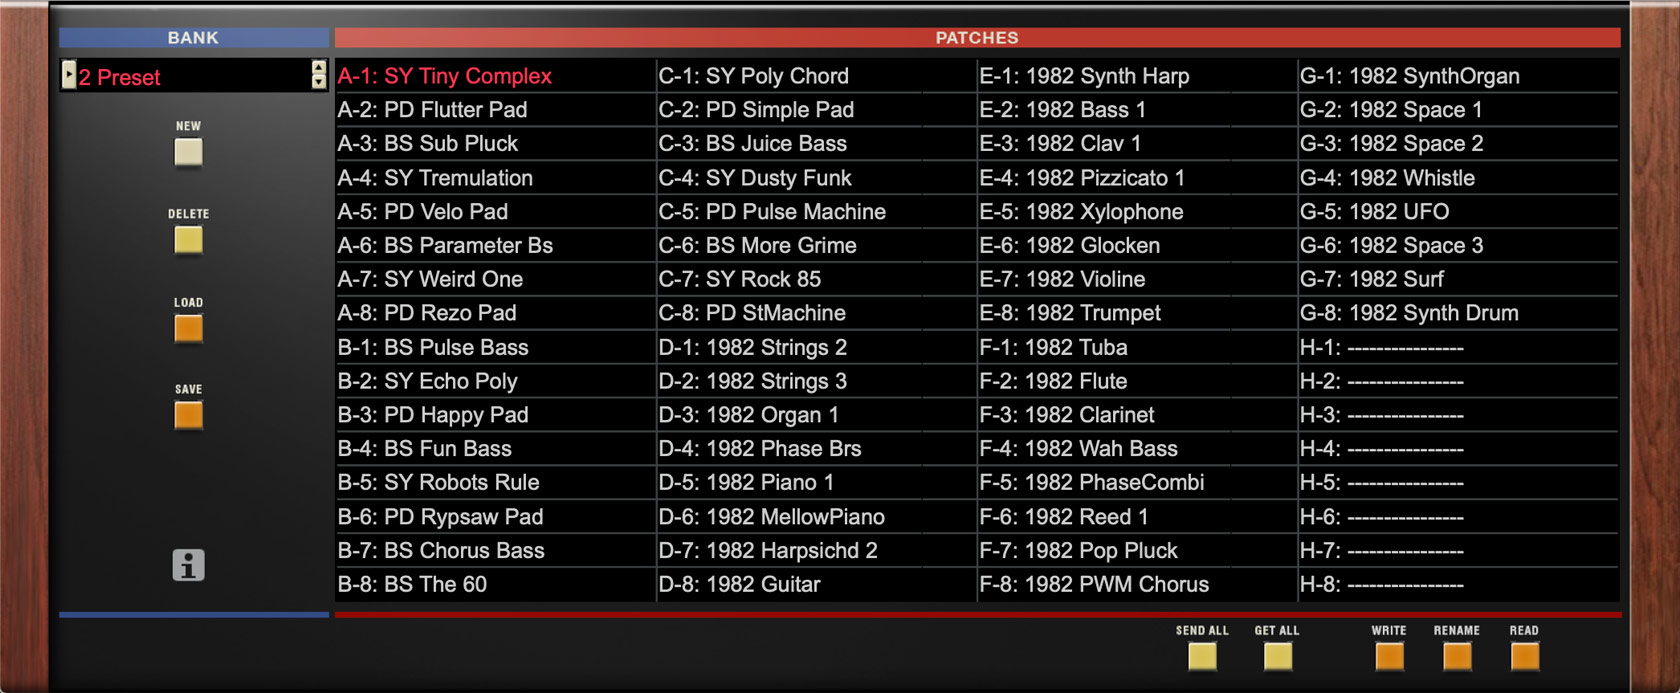 BANK
2 Preset
NEW
DELETE
LOAD
SAVE
i
PATCHES
A-1: SY Tiny Complex
A-2: PD Flutter Pad
A-3: BS Sub Pluck
A-4: SY Tremulation
A-5: PD Velo Pad
A-6: BS Parameter Bs
A-7: SY Weird One
A-8: PD Rezo Pad
B-1: BS Pulse Bass
B-2: SY Echo Poly
B-3: PD Happy Pad
B-4: BS Fun Bass
B-5: SY Robots Rule
B-6: PD Rypsaw Pad
B-7: BS Chorus Bass
B-8: BS The 60
C-1: SY Poly Chord
C-2: PD Simple Pad
C-3: BS Juice Bass
C-4: SY Dusty Funk
C-5: PD Pulse Machine
C-6: BS More Grime
C-7: SY Rock 85
C-8: PD StMachine
D-1: 1982 Strings 2
D-2: 1982 Strings 3
D-3: 1982 Organ 1
D-4: 1982 Phase Brs
D-5: 1982 Piano 1
D-6: 1982 MellowPiano
D-7: 1982 Harpsichd 2
D-8: 1982 Guitar
E-1: 1982 Synth Harp
E-2: 1982 Bass 1
E-3: 1982 Clav 1
E-4: 1982 Pizzicato 1
E-5: 1982 Xylophone
E-6: 1982 Glocken
E-7: 1982 Violine
E-8: 1982 Trumpet
F-1: 1982 Tuba
F-2: 1982 Flute
F-3: 1982 Clarinet
F-4: 1982 Wah Bass
F-5: 1982 PhaseCombi
F-6: 1982 Reed 1
F-7: 1982 Pop Pluck
F-8: 1982 PWM Chorus
G-1: 1982 SynthOrgan
G-2: 1982 Space 1
G-3: 1982 Space 2
G-4: 1982 Whistle
G-5: 1982 UFO
G-6: 1982 Space 3
G-7: 1982 Surf
G-8: 1982 Synth Drum
H-1: ----------------
H-2: ----------------
H-3: ----------------
H-4: ----------------
H-5: ----------------
H-6: ----------------
H-7: ----------------
H-8: ----------------
SEND ALL
GET ALL
WRITE
RENAME
READ